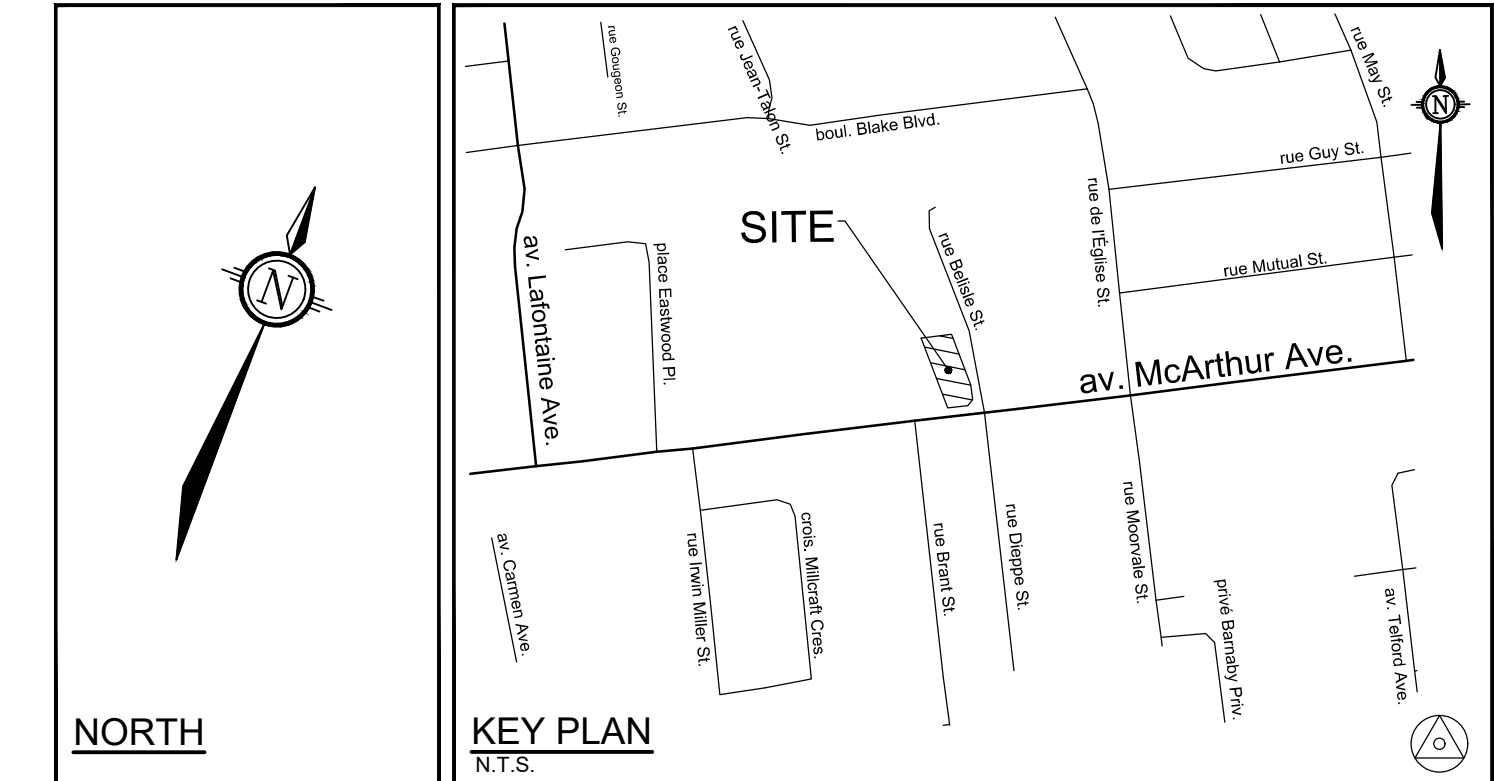 N
NORTH
rue Gougeon St.
rue Jean-Talon St.
boul. Blake Blvd.
rue May St.
N
rue Guy St.
rue de l'Église St.
SITE
av. Lafontaine Ave.
place Eastwood Pl.
rue Belisle St.
rue Mutual St.
av. McArthur Ave.
av. Carmen Ave.
rue Irwin Miller St.
crois. Millcraft Cres.
rue Brant St.
rue Dieppe St.
rue Moorvale St.
privé Barnaby Priv.
av. Telford Ave.
KEY PLAN
N.T.S.